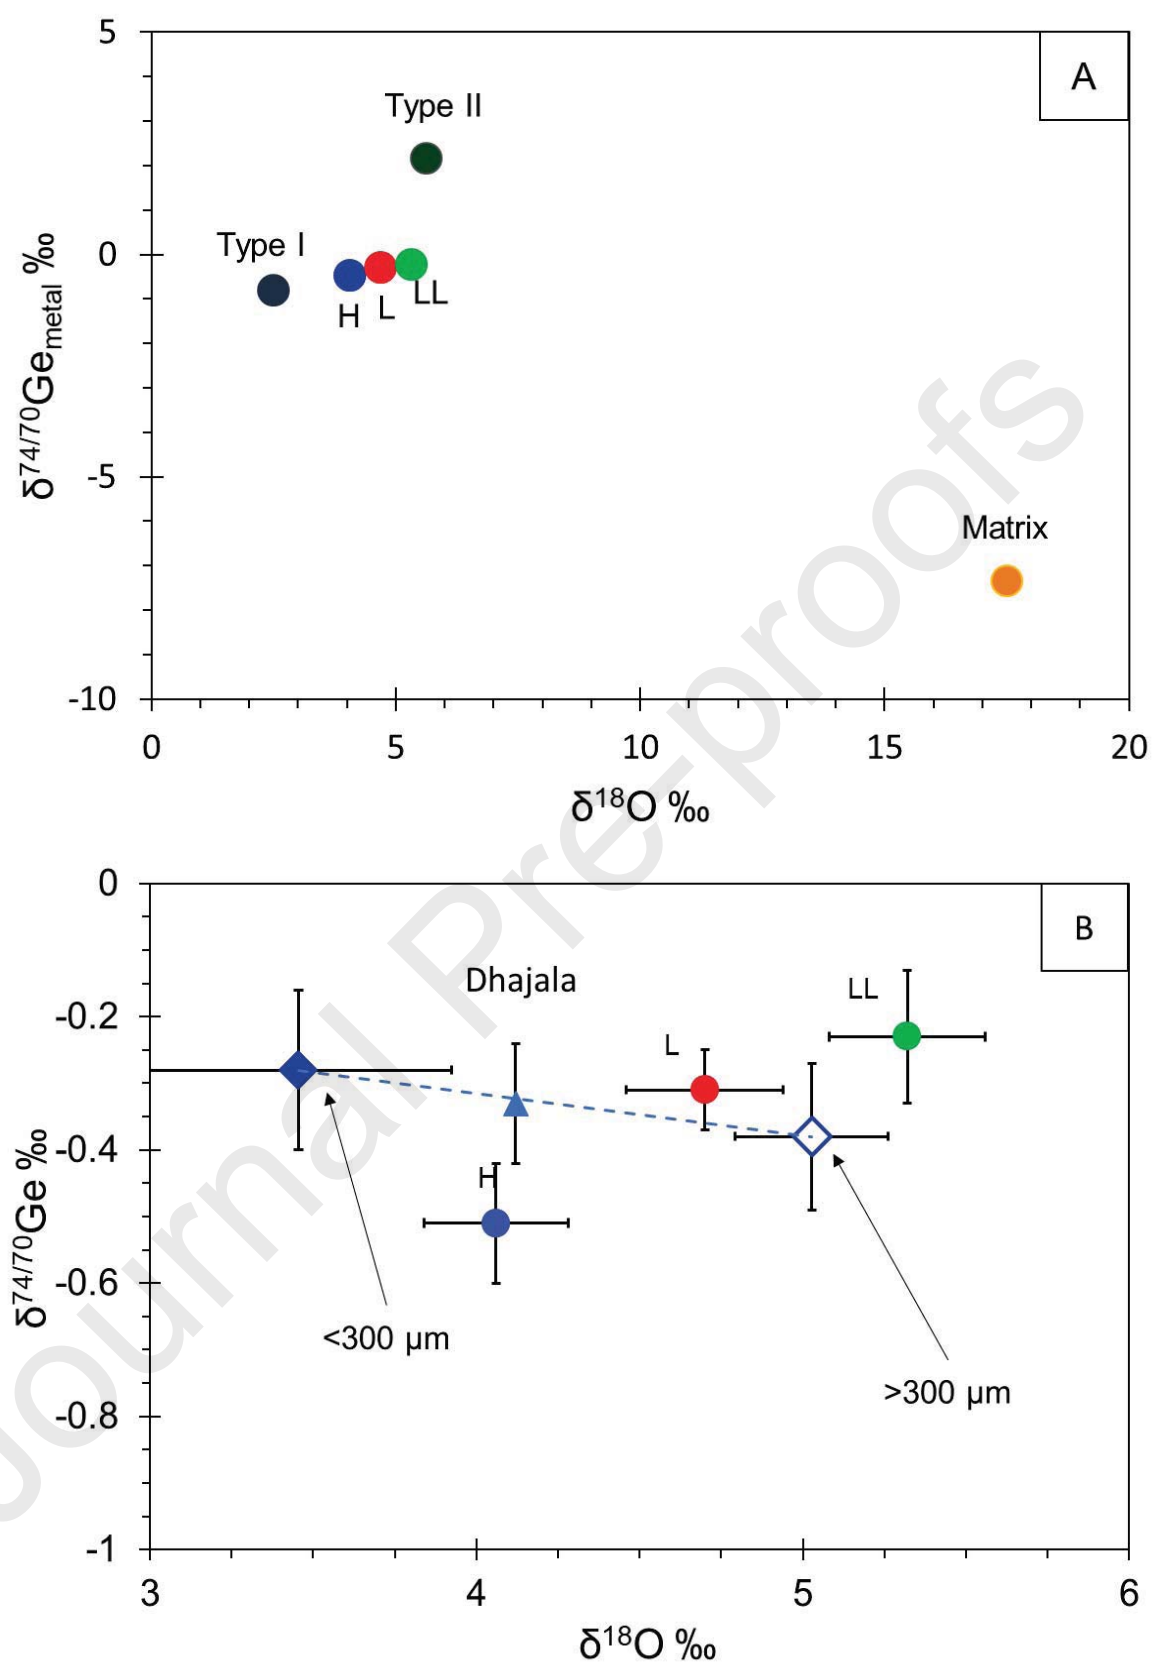 5
A
Type II
Type I
0
H
L
LL
δ74/70Gemetal ‰
-5
Matrix
-10
0
5
10
15
20
δ18O ‰
Journal Pre-proofs
0
B
Dhajala
LL
-0.2
L
-0.4
H
δ74/70Ge ‰
-0.6
<300 µm
>300 µm
-0.8
-1
3
4
5
6
δ18O ‰